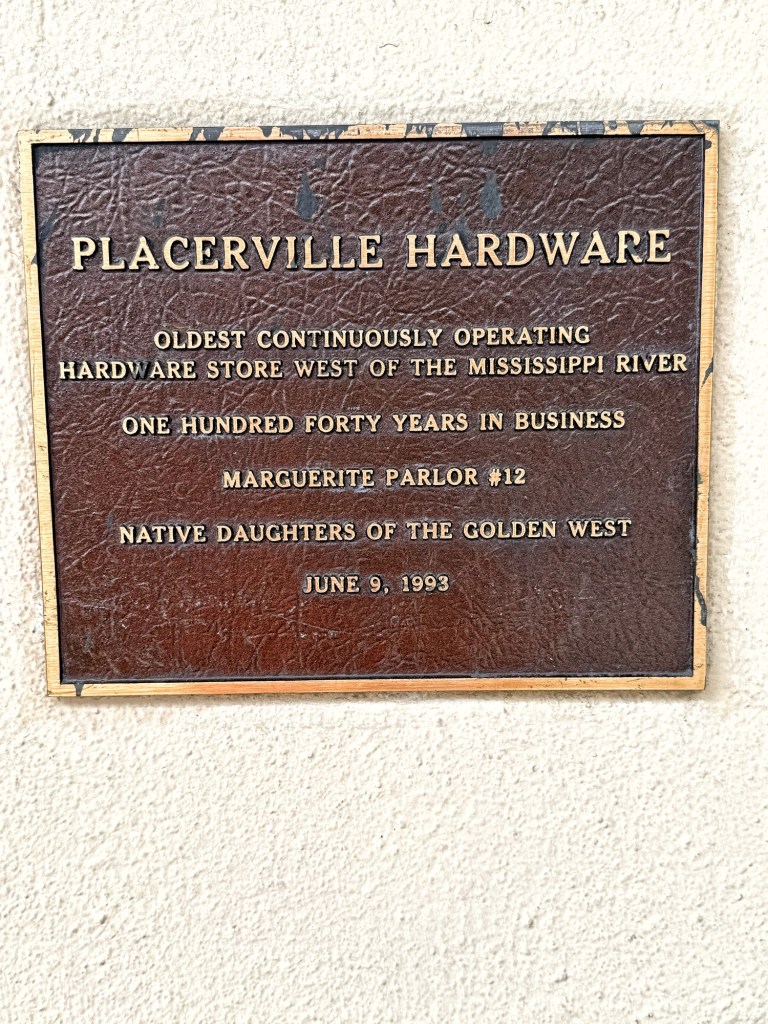 PLACERVILLE HARDWARE
OLDEST CONTINUOUSLY OPERATING
HARDWARE STORE WEST OF THE MISSISSIPPI RIVER
ONE HUNDRED FORTY YEARS IN BUSINESS
MARGUERITE PARLOR #12
NATIVE DAUGHTERS OF THE GOLDEN WEST
JUNE 9, 1993